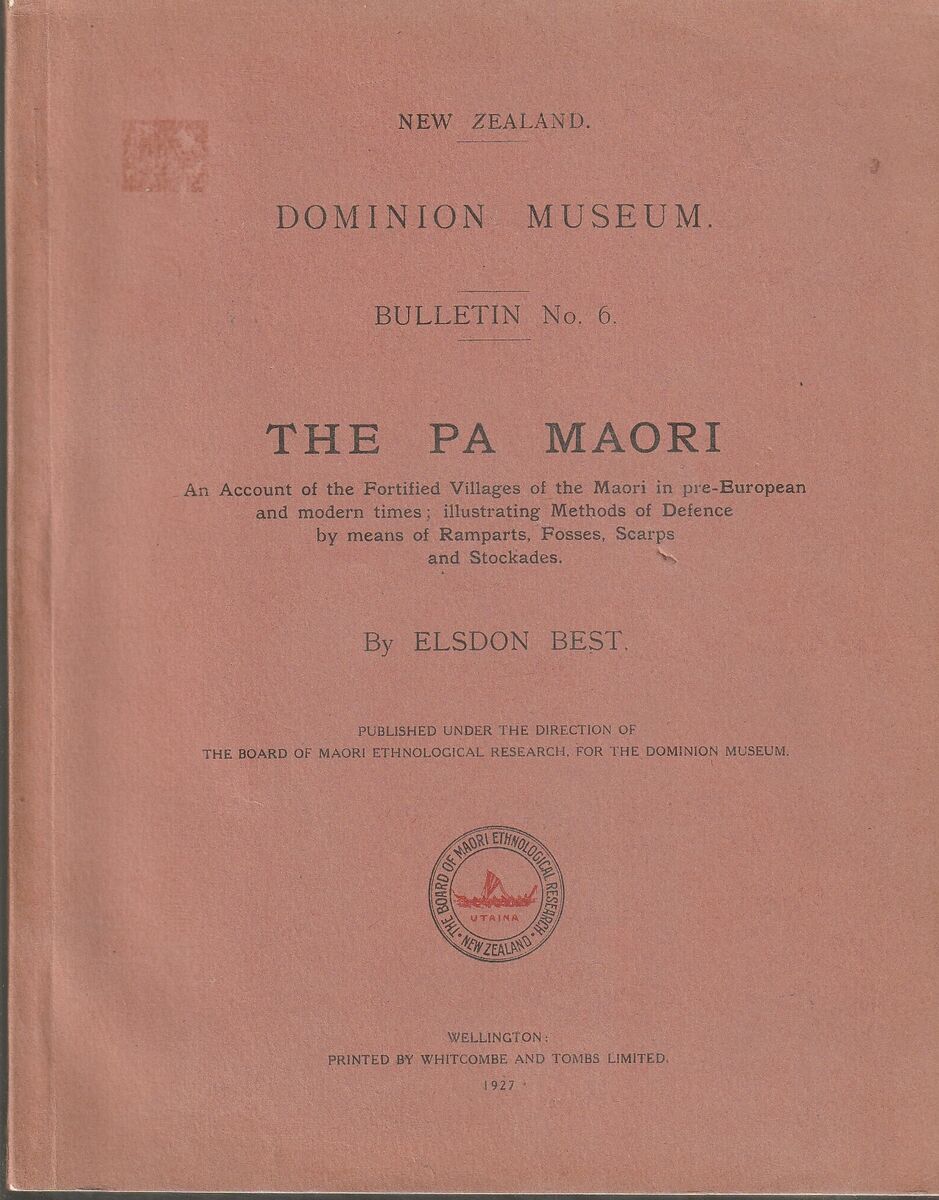 NEW ZEALAND.
DOMINION MUSEUM.
BULLETIN No. 6.
THE PA MAORI
An Account of the Fortified Villages of the Maori in pre-European
and modern times; illustrating Methods of Defence
by means of Ramparts, Fosses, Scarps
and Stockades.
By ELSDON BEST.
PUBLISHED UNDER THE DIRECTION OF
THE BOARD OF MAORI ETHNOLOGICAL RESEARCH, FOR THE DOMINION MUSEUM.
THE BOARD OF MAORI ETHNOLOGICAL RESEARCH
UTAINA
• NEW ZEALAND •
WELLINGTON:
PRINTED BY WHITCOMBE AND TOMBS LIMITED.
1927